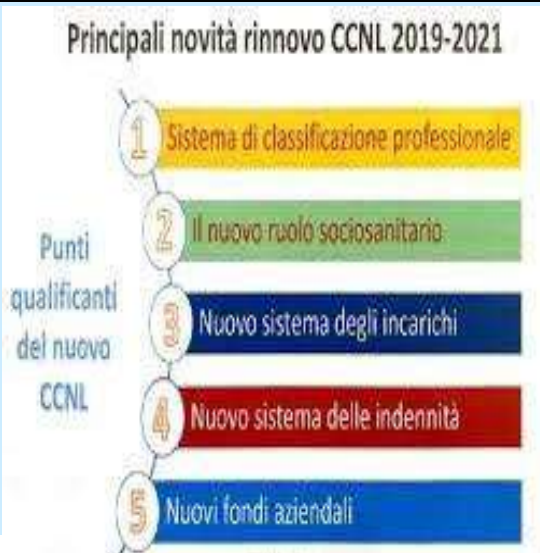 Principali novità rinnovo CCNL 2019-2021
Punti
qualificanti
del nuovo
CCNL
1 Sistema di classificazione professionale
2 Il nuovo ruolo sociosanitario
3 Nuovo sistema degli incarichi
4 Nuovo sistema delle indennità
5 Nuovi fondi aziendali